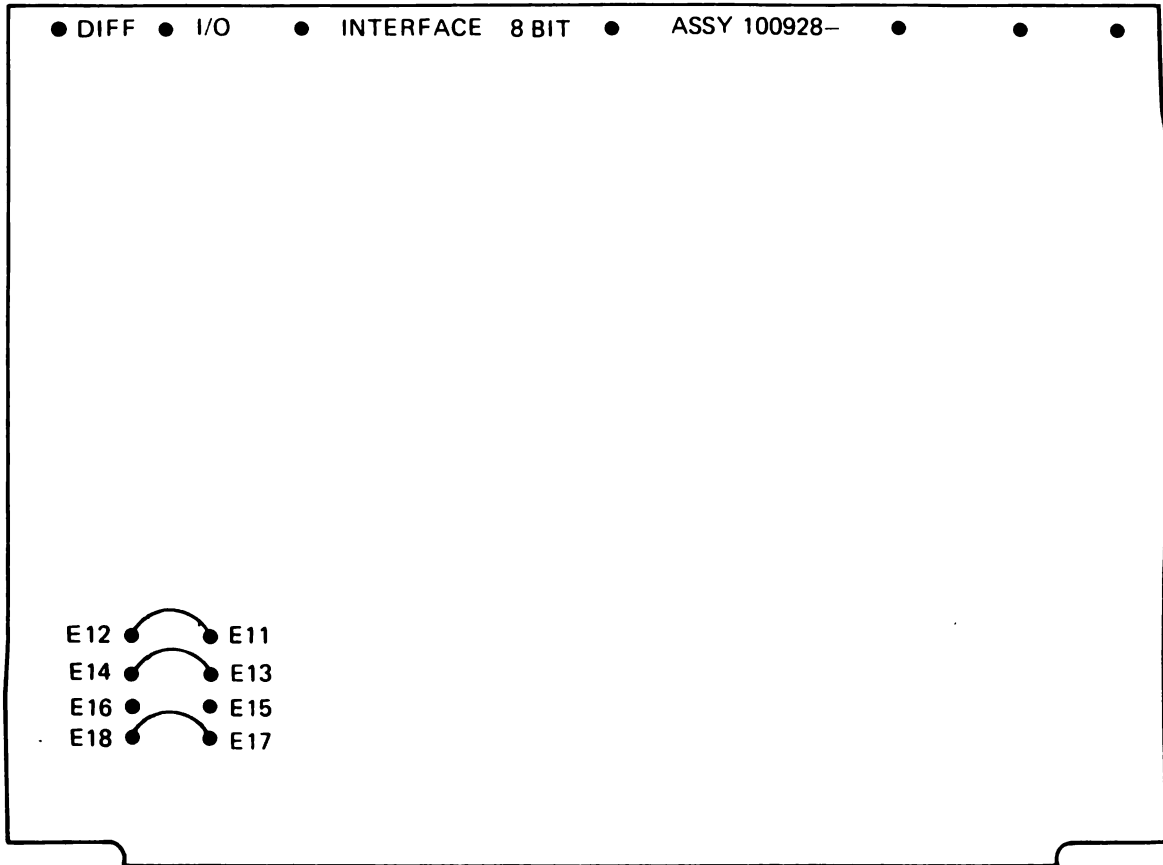 DIFF I/O INTERFACE 8 BIT ASSY 100928–
E12 E11
E14 E13
E16 E15
E18 E17